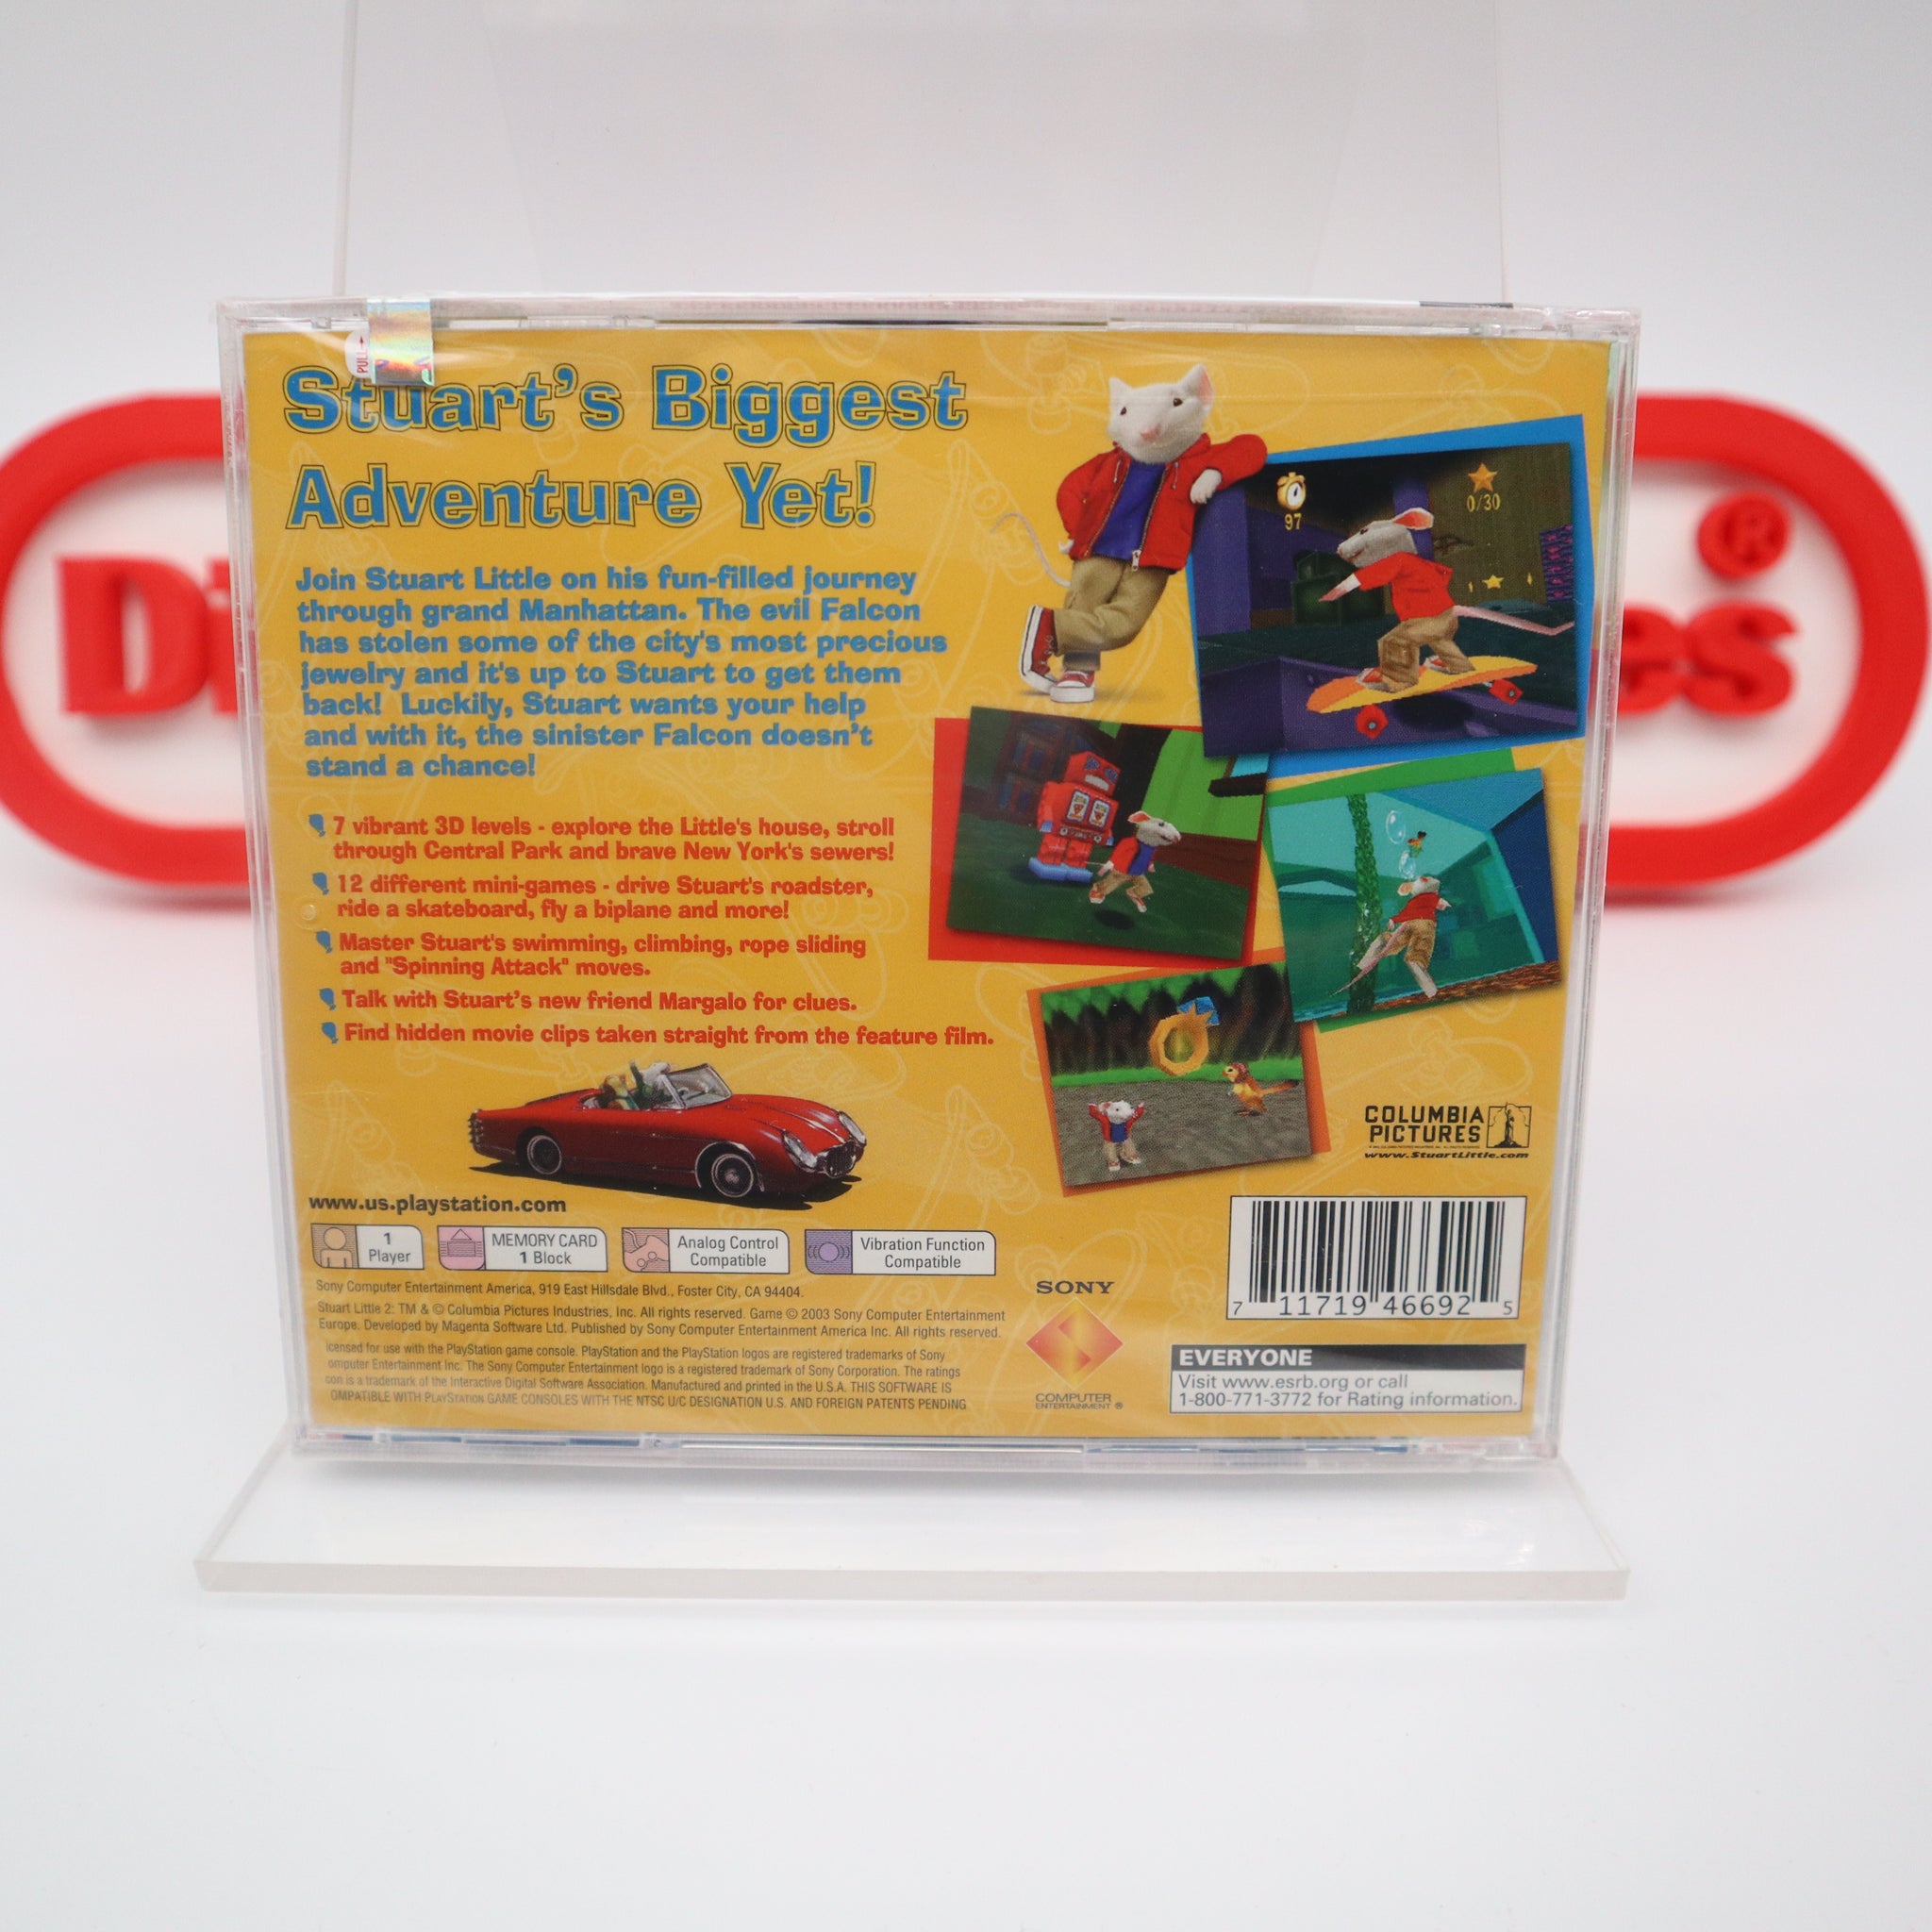 PULL→
Stuart's Biggest
Adventure Yet!
Join Stuart Little on his fun-filled journey
through grand Manhattan. The evil Falcon
has stolen some of the city's most precious
jewelry and it's up to Stuart to get them
back! Luckily, Stuart wants your help
and with it, the sinister Falcon doesn't
stand a chance!
7 vibrant 3D levels - explore the Little's house, stroll
through Central Park and brave New York's sewers!
12 different mini-games - drive Stuart's roadster,
ride a skateboard, fly a biplane and more!
Master Stuart's swimming, climbing, rope sliding
and "Spinning Attack" moves.
Talk with Stuart's new friend Margalo for clues.
Find hidden movie clips taken straight from the feature film.
97
0/30
Di
es
®
COLUMBIA
PICTURES
www.StuartLittle.com
www.us.playstation.com
1
Player
MEMORY CARD
1 Block
Analog Control
Compatible
Vibration Function
Compatible
Sony Computer Entertainment America, 919 East Hillsdale Blvd., Foster City, CA 94404.
Stuart Little 2: TM & © Columbia Pictures Industries, Inc. All rights reserved. Game © 2003 Sony Computer Entertainment
Europe. Developed by Magenta Software Ltd. Published by Sony Computer Entertainment America Inc. All rights reserved.
icensed for use with the PlayStation game console. PlayStation and the PlayStation logos are registered trademarks of Sony
omputer Entertainment Inc. The Sony Computer Entertainment logo is a registered trademark of Sony Corporation. The ratings
con is a trademark of the Interactive Digital Software Association. Manufactured and printed in the U.S.A. THIS SOFTWARE IS
OMPATIBLE WITH PLAYSTATION GAME CONSOLES WITH THE NTSC U/C DESIGNATION U.S. AND FOREIGN PATENTS PENDING
SONY
COMPUTER
ENTERTAINMENT ®
7 11719 46692 5
EVERYONE
Visit www.esrb.org or call
1-800-771-3772 for Rating information.